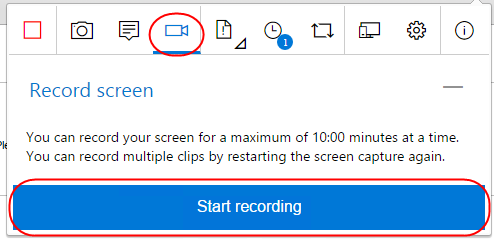 1
Record screen
You can record your screen for a maximum of 10:00 minutes at a time.
You can record multiple clips by restarting the screen capture again.
Start recording